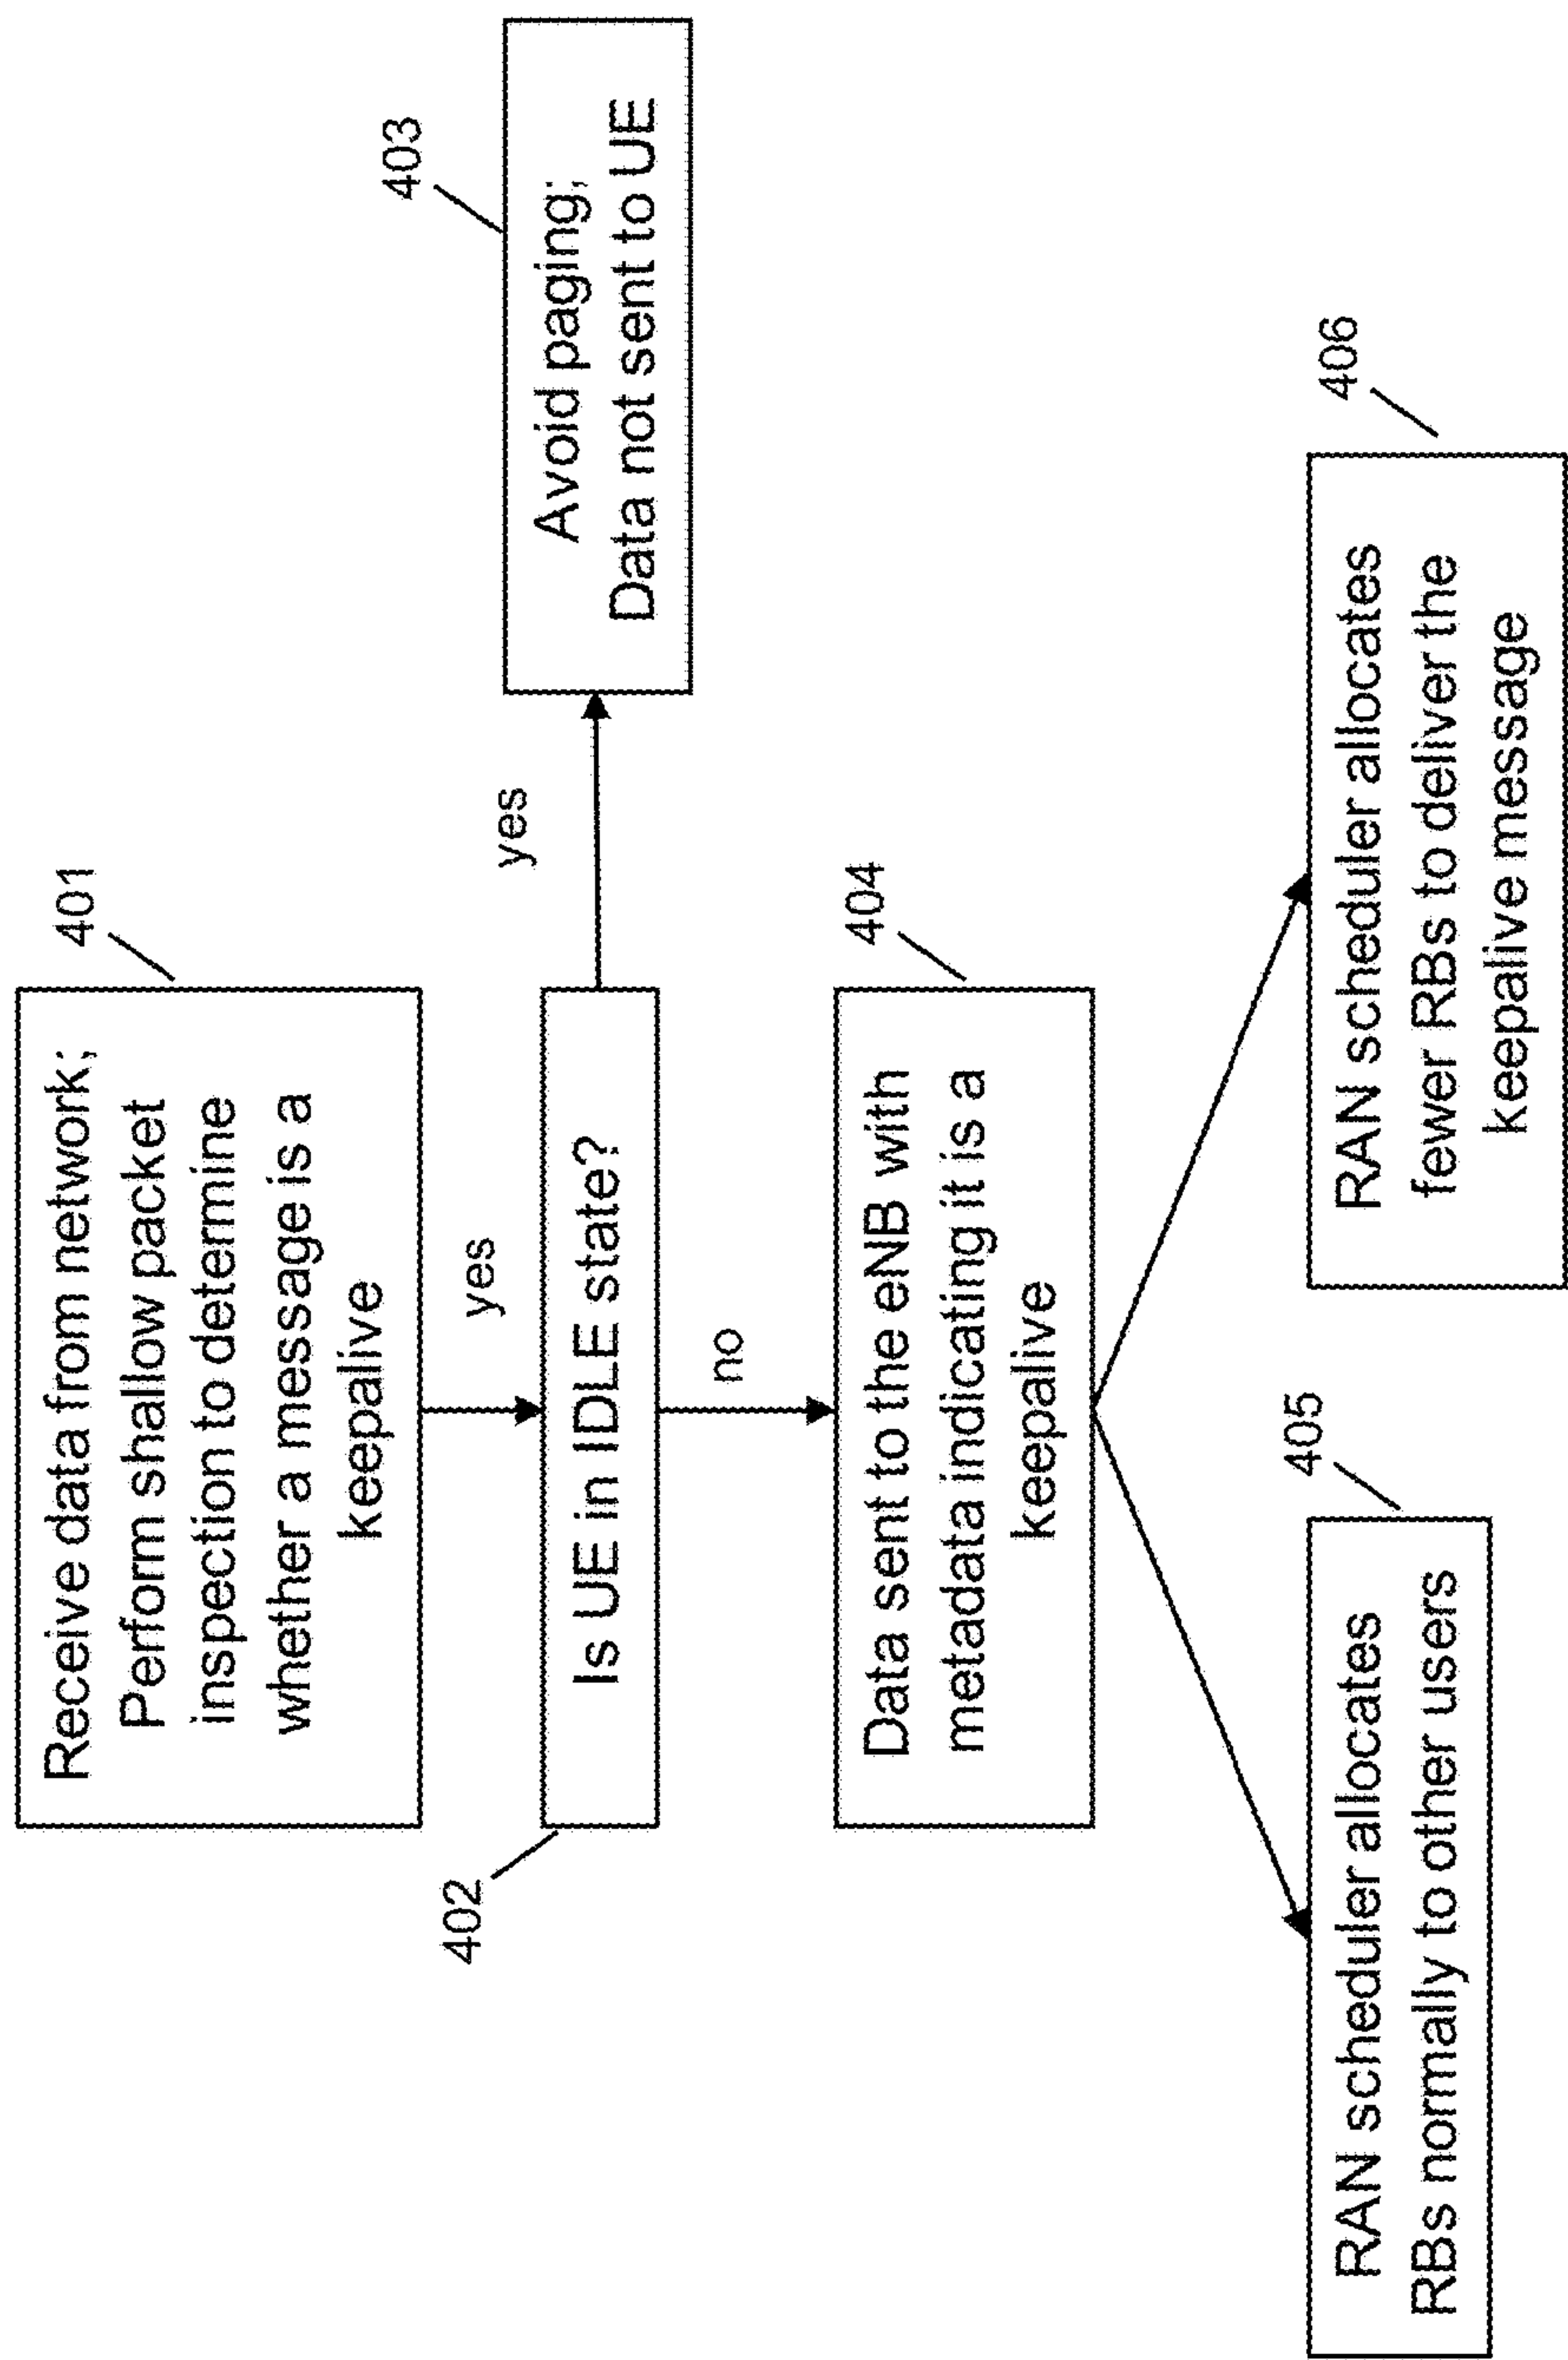 401
Receive data from network;
Perform shallow packet
inspection to determine
whether a message is a
keepalive
yes
402
Is UE in IDLE state?
yes
403
Avoid paging;
Data not sent to UE
no
404
Data sent to the eNB with
metadata indicating it is a
keepalive
405
RAN scheduler allocates
RBs normally to other users
406
RAN scheduler allocates
fewer RBs to deliver the
keepalive message